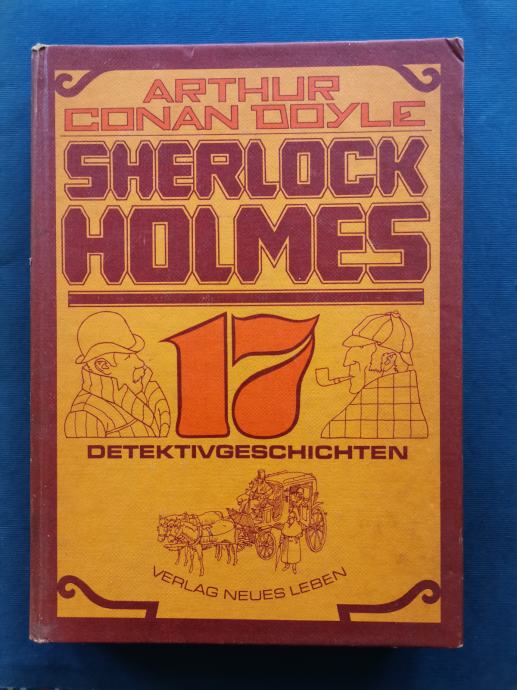 ARTHUR
CONAN DOYLE
SHERLOCK
HOLMES
17
DETEKTIVGESCHICHTEN
VERLAG NEUES LEBEN